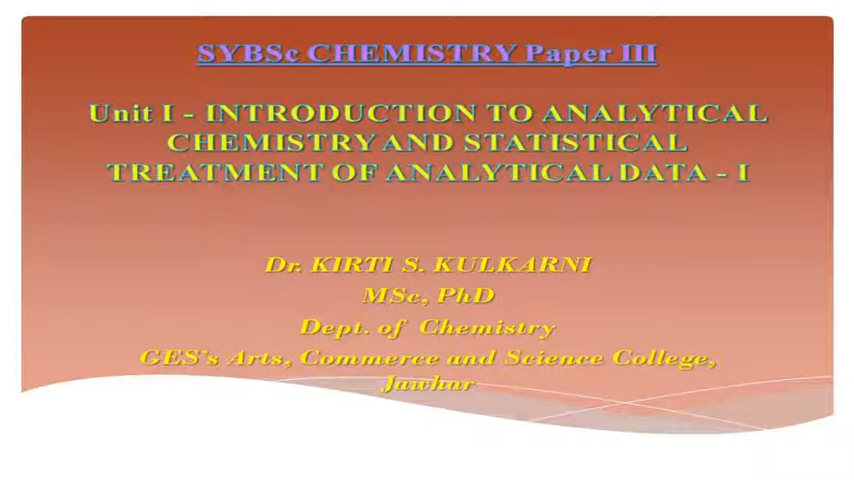 SYBSc CHEMISTRY Paper III
Unit I - INTRODUCTION TO ANALYTICAL
CHEMISTRY AND STATISTICAL
TREATMENT OF ANALYTICAL DATA - I
Dr. KIRTI S. KULKARNI
MSc, PhD
Dept. of Chemistry
GES's Arts, Commerce and Science College,
Jawhar